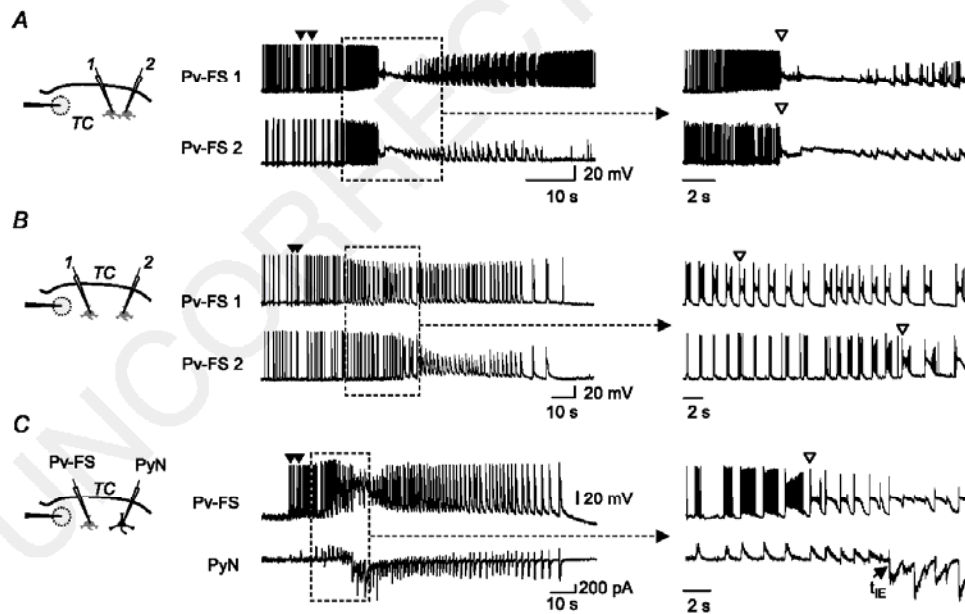 A
1
2
TC
Pv-FS 1
Pv-FS 2
20 mV
10 s
2 s
B
1
TC
2
Pv-FS 1
Pv-FS 2
20 mV
10 s
2 s
C
Pv-FS
PyN
TC
Pv-FS
20 mV
PyN
200 pA
10 s
tIE
2 s
UNCORRECT